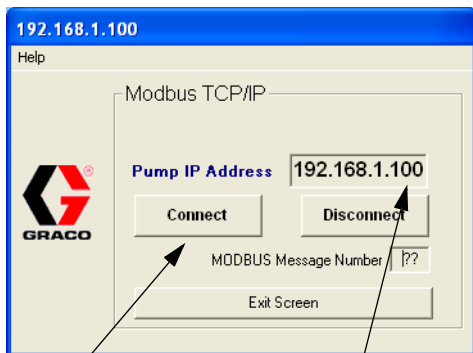 192.168.1.100
Help
Modbus TCP/IP
Pump IP Address 192.168.1.100
Connect Disconnect
GRACO
MODBUS Message Number ??
Exit Screen